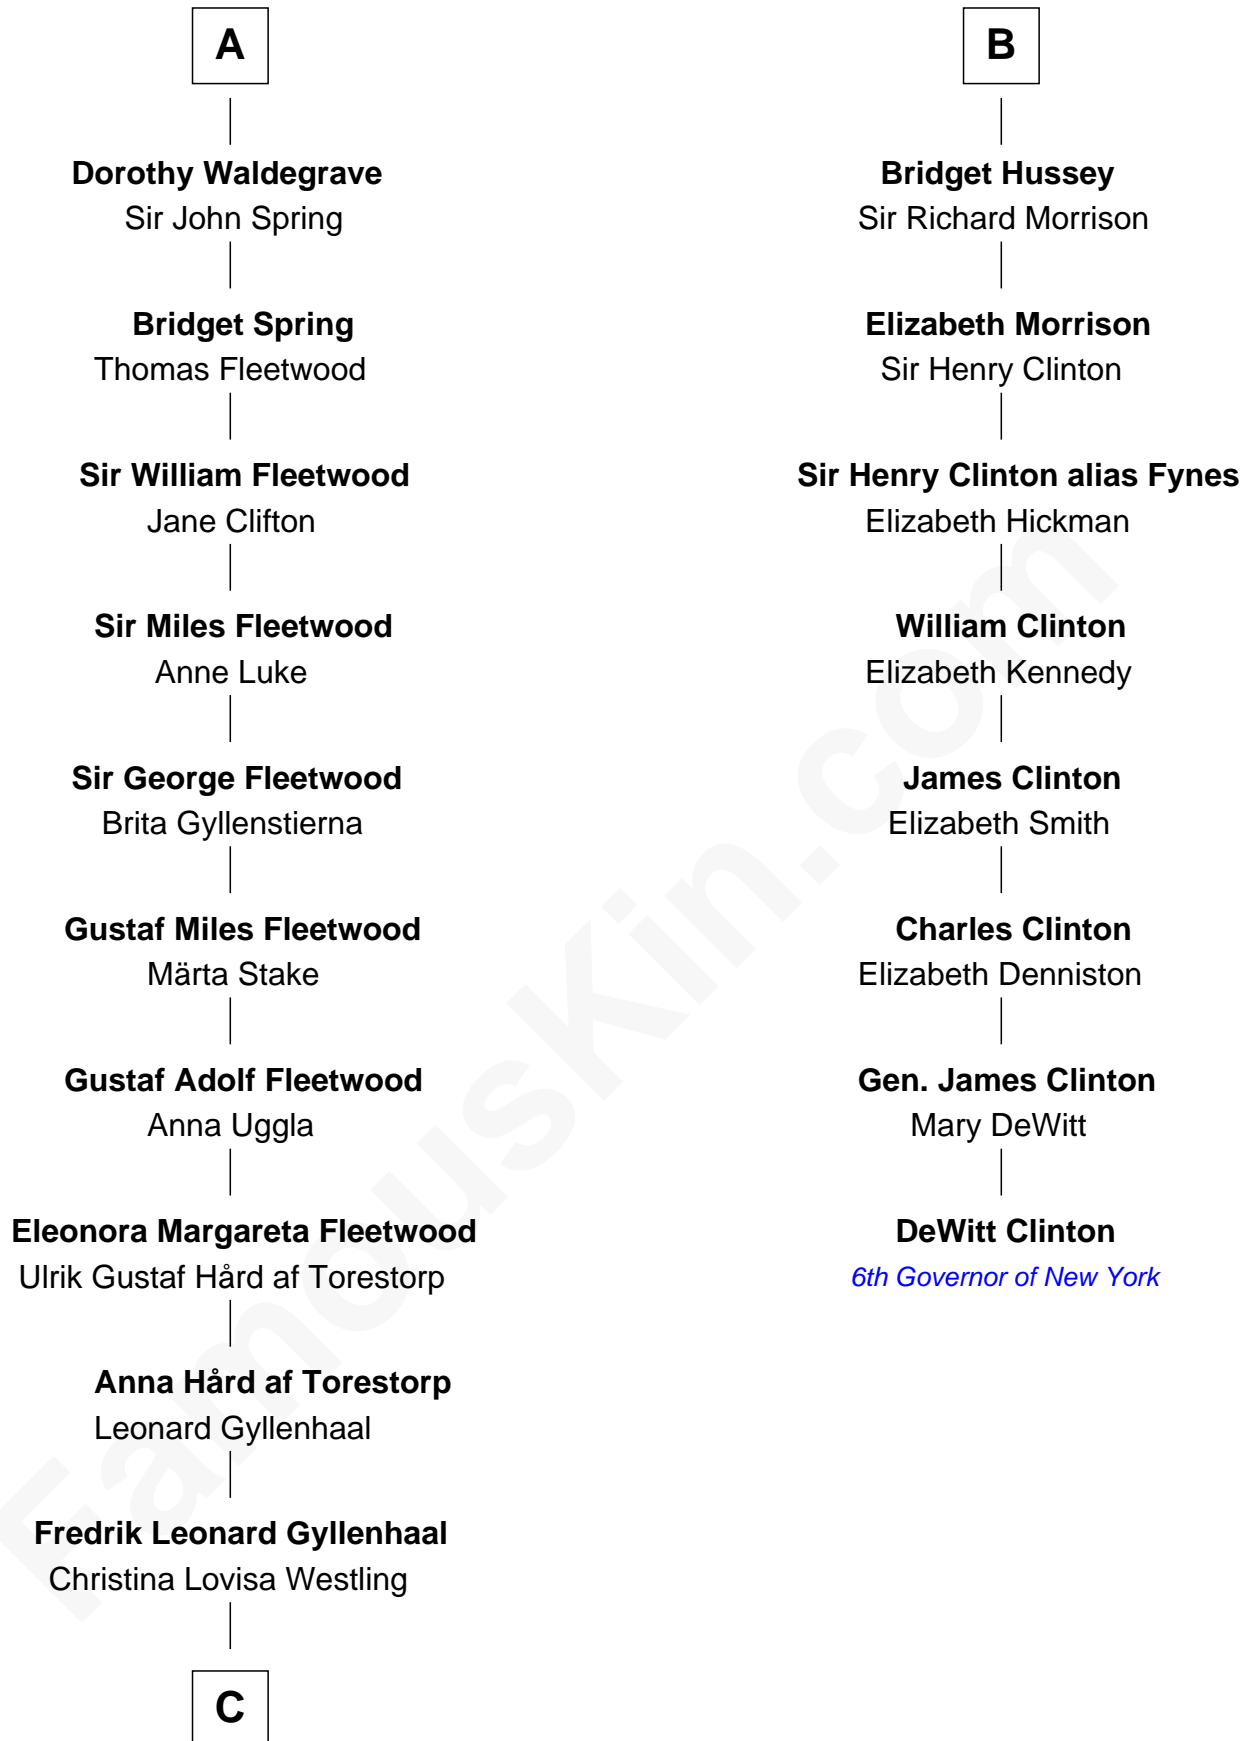 A
Dorothy Waldegrave
Sir John Spring
Bridget Spring
Thomas Fleetwood
Sir William Fleetwood
Jane Clifton
Sir Miles Fleetwood
Anne Luke
Sir George Fleetwood
Brita Gyllenstierna
Gustaf Miles Fleetwood
Märta Stake
Gustaf Adolf Fleetwood
Anna Uggla
Eleonora Margareta Fleetwood
Ulrik Gustaf Hård af Torestorp
Anna Hård af Torestorp
Leonard Gyllenhaal
Fredrik Leonard Gyllenhaal
Christina Lovisa Westling
C
B
Bridget Hussey
Sir Richard Morrison
Elizabeth Morrison
Sir Henry Clinton
Sir Henry Clinton alias Fynes
Elizabeth Hickman
William Clinton
Elizabeth Kennedy
James Clinton
Elizabeth Smith
Charles Clinton
Elizabeth Denniston
Gen. James Clinton
Mary DeWitt
DeWitt Clinton
6th Governor of New York
FamousKin.com